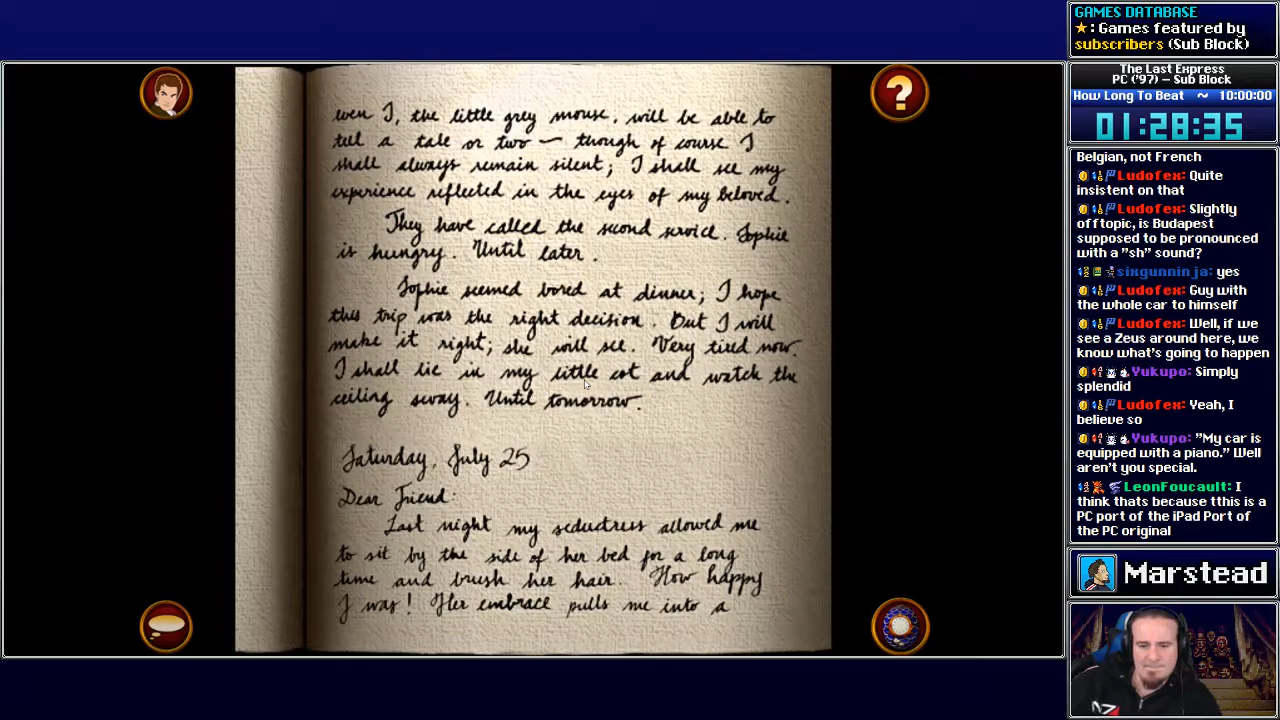 even I, the little grey mouse, will be able to
tell a tale or two — though of course I
shall always remain silent; I shall see my
experience reflected in the eyes of my beloved.
They have called the second service. Sophie
is hungry. Until later.
Sophie seemed bored at dinner; I hope
this trip was the right decision. But I will
make it right; she will see. Very tired now.
I shall lie in my little cot and watch the
ceiling sway. Until tomorrow.
Saturday, July 25
Dear Friend:
Last night my seductress allowed me
to sit by the side of her bed for a long
time and brush her hair. How happy
I was! Her embrace pulls me into a
?
GAMES DATABASE
★: Games featured by
subscribers (Sub Block)
The Last Express
PC ('97) – Sub Block
How Long To Beat ~ 10:00:00
01:28:35
Belgian, not French
Ludofex: Quite
insistent on that
Ludofex: Slightly
offtopic, is Budapest
supposed to be pronounced
with a "sh" sound?
sixgunninja: yes
Ludofex: Guy with
the whole car to himself
Ludofex: Well, if we
see a Zeus around here, we
know what's going to happen
Yukupo: Simply
splendid
Ludofex: Yeah, I
believe so
Yukupo: "My car is
equipped with a piano." Well
aren't you special.
LeonFoucault: I
think thats because tthis is a
PC port of the iPad Port of
the PC original
Marstead
N7